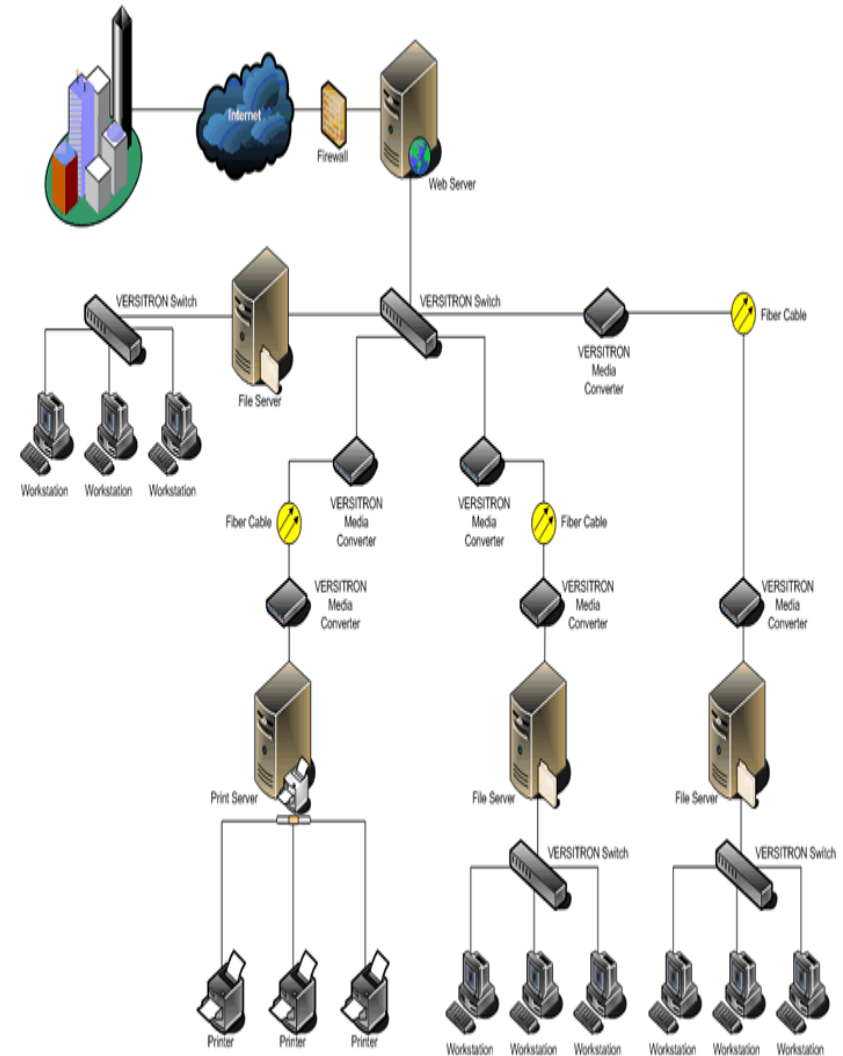 Internet
Firewall
Web Server
VERSITRON Switch
VERSITRON Switch
Fiber Cable
VERSITRON
Media
Converter
File Server
Workstation
Workstation
Workstation
VERSITRON
Media
Converter
VERSITRON
Media
Converter
Fiber Cable
Fiber Cable
VERSITRON
Media
Converter
VERSITRON
Media
Converter
VERSITRON
Media
Converter
Print Server
File Server
File Server
VERSITRON Switch
VERSITRON Switch
Printer
Printer
Printer
Workstation
Workstation
Workstation
Workstation
Workstation
Workstation